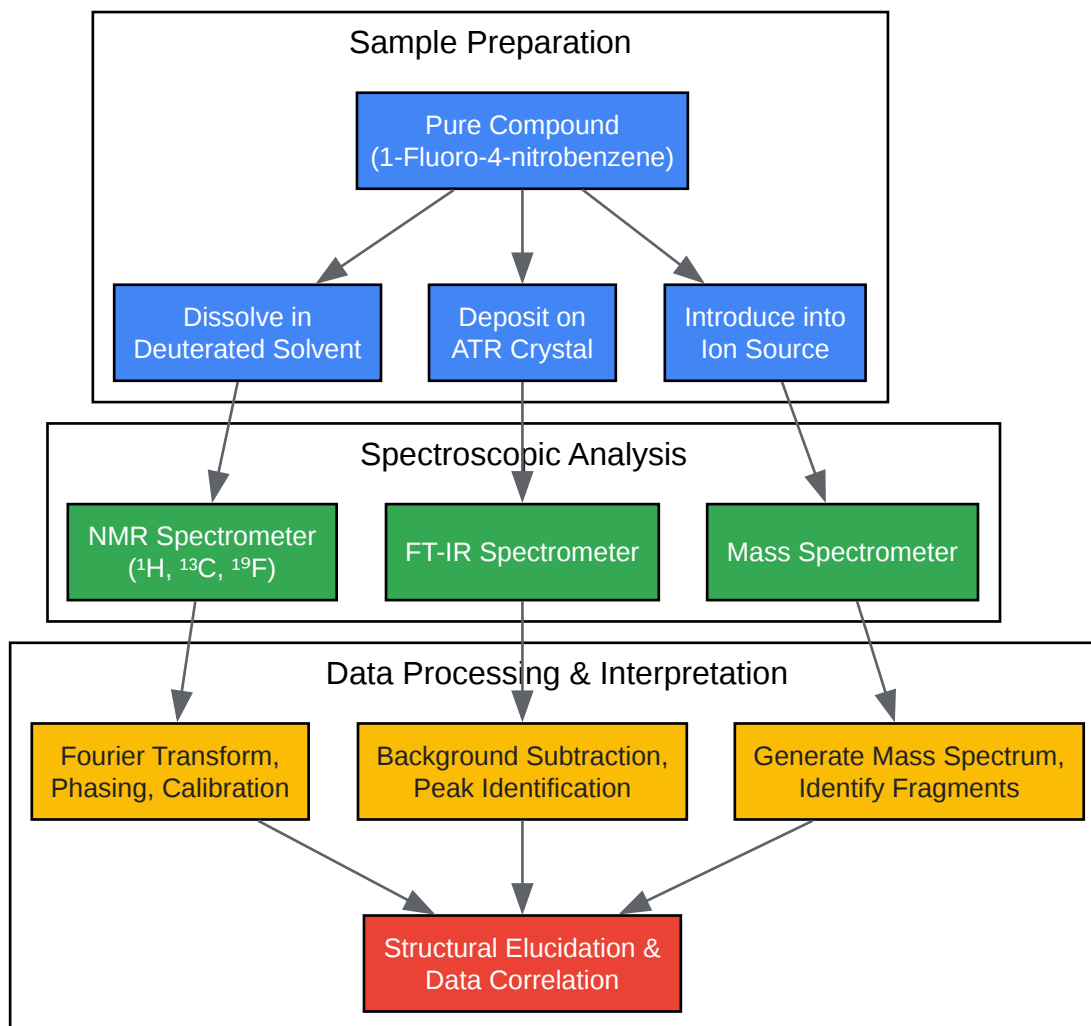 Sample Preparation
Pure Compound
(1-Fluoro-4-nitrobenzene)
Dissolve in
Deuterated Solvent
Deposit on
ATR Crystal
Introduce into
Ion Source
Spectroscopic Analysis
NMR Spectrometer
(¹H, ¹³C, ¹⁹F)
FT-IR Spectrometer
Mass Spectrometer
Data Processing & Interpretation
Fourier Transform,
Phasing, Calibration
Background Subtraction,
Peak Identification
Generate Mass Spectrum,
Identify Fragments
Structural Elucidation &
Data Correlation